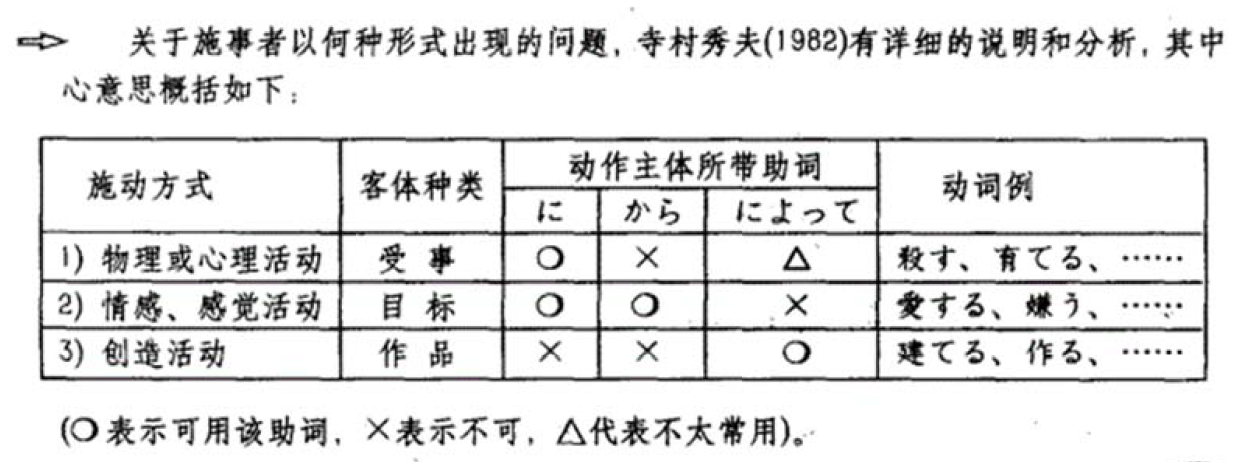 ⇨ 关于施事者以何种形式出现的问题，寺村秀夫(1982)有详细的说明和分析，其中
心意思概括如下：
施动方式 客体种类 动作主体所带助词 动词例
に から によって
1) 物理或心理活动 受 事 ○ × △ 殺す、育てる、……
2) 情感、感觉活动 目 标 ○ ○ × 愛する、嫌う、……
3) 创造活动 作 品 × × ○ 建てる、作る、……
(○表示可用该助词，×表示不可，△代表不太常用)。